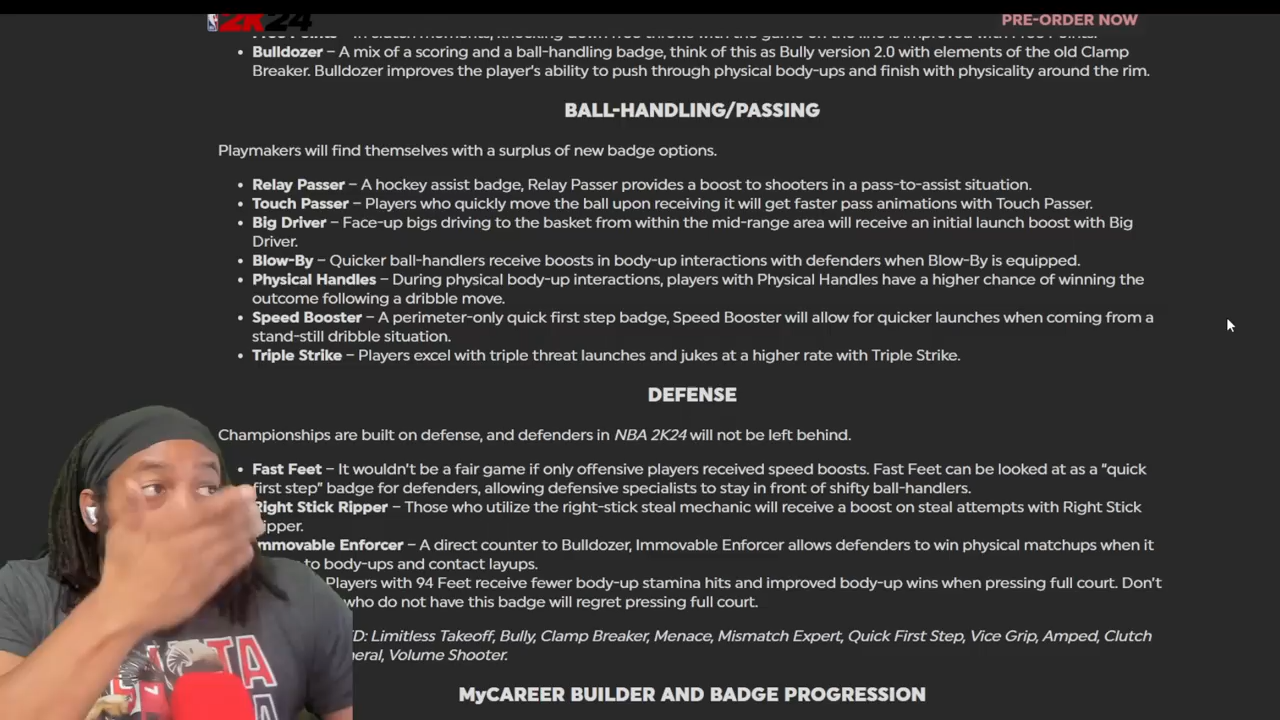 2K24
PRE-ORDER NOW
Bulldozer – A mix of a scoring and a ball-handling badge, think of this as Bully version 2.0 with elements of the old Clamp
Breaker. Bulldozer improves the player's ability to push through physical body-ups and finish with physicality around the rim.
BALL-HANDLING/PASSING
Playmakers will find themselves with a surplus of new badge options.
• Relay Passer – A hockey assist badge, Relay Passer provides a boost to shooters in a pass-to-assist situation.
• Touch Passer – Players who quickly move the ball upon receiving it will get faster pass animations with Touch Passer.
• Big Driver – Face-up bigs driving to the basket from within the mid-range area will receive an initial launch boost with Big
Driver.
• Blow-By – Quicker ball-handlers receive boosts in body-up interactions with defenders when Blow-By is equipped.
• Physical Handles – During physical body-up interactions, players with Physical Handles have a higher chance of winning the
outcome following a dribble move.
• Speed Booster – A perimeter-only quick first step badge, Speed Booster will allow for quicker launches when coming from a
stand-still dribble situation.
• Triple Strike – Players excel with triple threat launches and jukes at a higher rate with Triple Strike.
DEFENSE
Championships are built on defense, and defenders in NBA 2K24 will not be left behind.
• Fast Feet – It wouldn't be a fair game if only offensive players received speed boosts. Fast Feet can be looked at as a "quick
first step" badge for defenders, allowing defensive specialists to stay in front of shifty ball-handlers.
Right Stick Ripper – Those who utilize the right-stick steal mechanic will receive a boost on steal attempts with Right Stick
Ripper.
Immovable Enforcer – A direct counter to Bulldozer, Immovable Enforcer allows defenders to win physical matchups when it
to body-ups and contact layups.
Players with 94 Feet receive fewer body-up stamina hits and improved body-up wins when pressing full court. Don't
who do not have this badge will regret pressing full court.
D: Limitless Takeoff, Bully, Clamp Breaker, Menace, Mismatch Expert, Quick First Step, Vice Grip, Amped, Clutch
neral, Volume Shooter.
MyCAREER BUILDER AND BADGE PROGRESSION